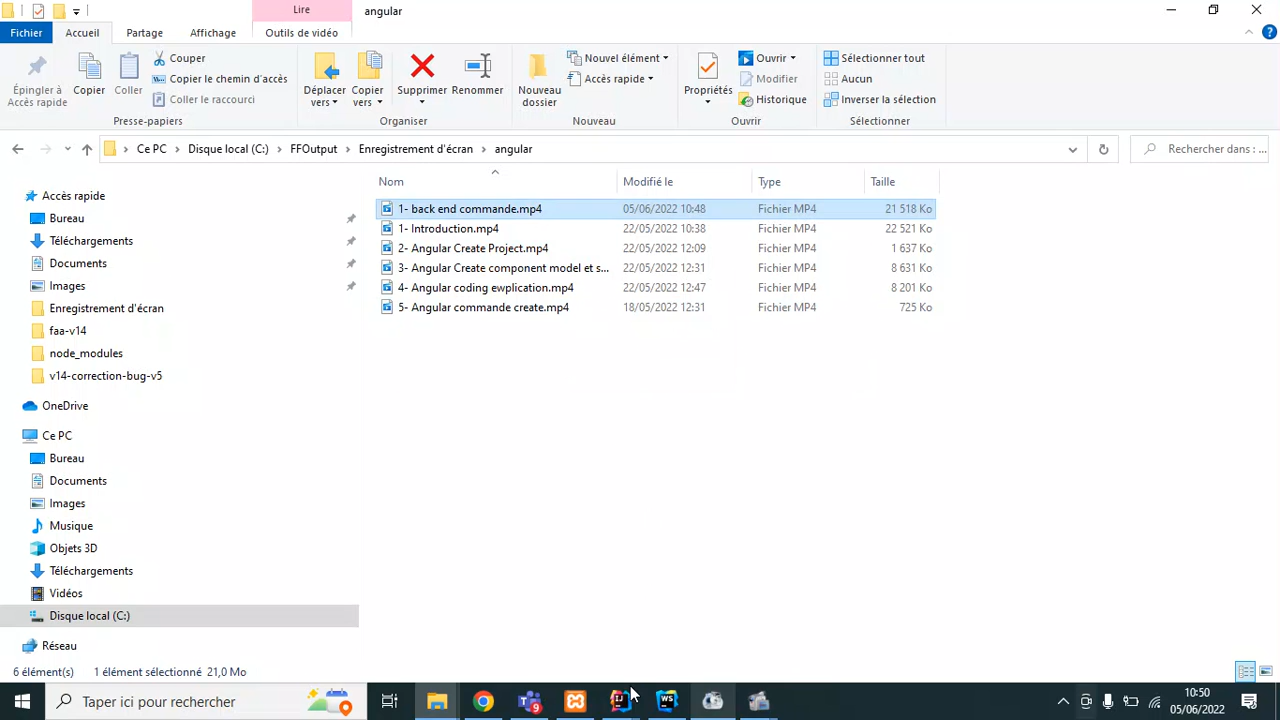 Lire
angular
Fichier
Accueil
Partage
Affichage
Outils de vidéo
Épingler à Accès rapide
Copier
Coller
Couper
Copier le chemin d'accès
Coller le raccourci
Presse-papiers
Déplacer vers
Copier vers
Supprimer
Renommer
Organiser
Nouveau dossier
Nouvel élément
Accès rapide
Nouveau
Propriétés
Ouvrir
Modifier
Historique
Ouvrir
Sélectionner tout
Aucun
Inverser la sélection
Sélectionner
Ce PC > Disque local (C:) > FFOutput > Enregistrement d'écran > angular
Rechercher dans : ...
Nom Modifié le Type Taille
1- back end commande.mp4 05/06/2022 10:48 Fichier MP4 21 518 Ko
1- Introduction.mp4 22/05/2022 10:38 Fichier MP4 22 521 Ko
2- Angular Create Project.mp4 22/05/2022 12:09 Fichier MP4 1 637 Ko
3- Angular Create component model et s... 22/05/2022 12:31 Fichier MP4 8 631 Ko
4- Angular coding ewplication.mp4 22/05/2022 12:47 Fichier MP4 8 201 Ko
5- Angular commande create.mp4 18/05/2022 12:31 Fichier MP4 725 Ko
Accès rapide
Bureau
Téléchargements
Documents
Images
Enregistrement d'écran
faa-v14
node_modules
v14-correction-bug-v5
OneDrive
Ce PC
Bureau
Documents
Images
Musique
Objets 3D
Téléchargements
Vidéos
Disque local (C:)
Réseau
6 élément(s) 1 élément sélectionné 21,0 Mo
Taper ici pour rechercher
9
IJ
WS
10:50
05/06/2022